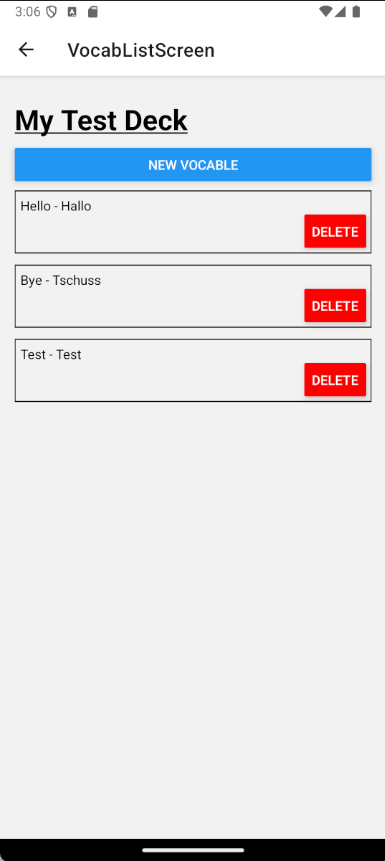 3:06
VocabListScreen
My Test Deck
NEW VOCABLE
Hello - Hallo
DELETE
Bye - Tschuss
DELETE
Test - Test
DELETE